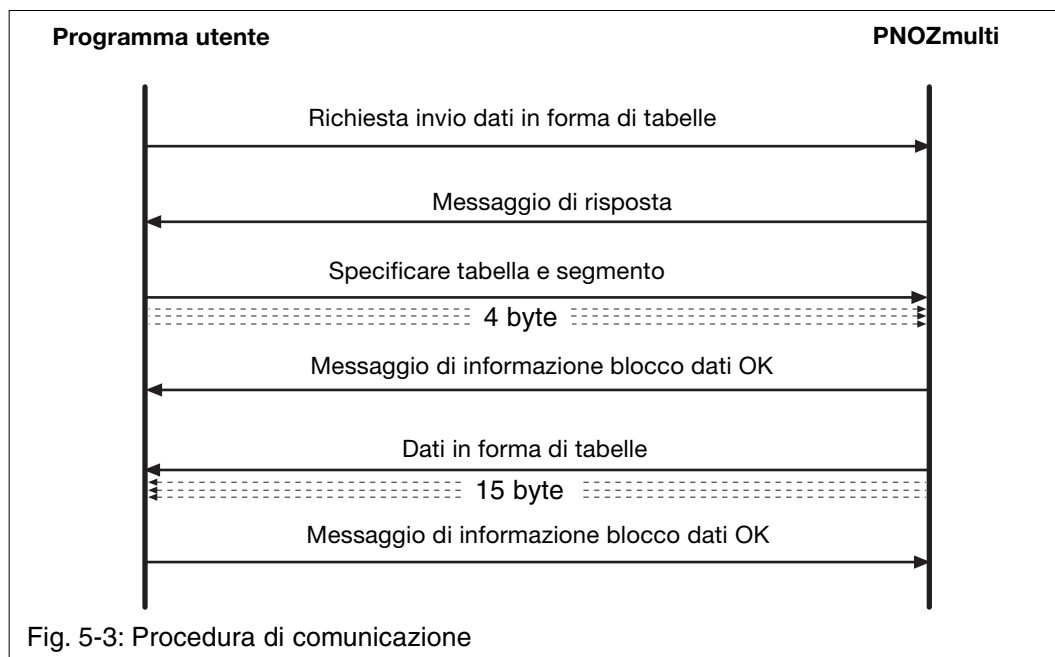 Programma utente
PNOZmulti
Richiesta invio dati in forma di tabelle
Messaggio di risposta
Specificare tabella e segmento
4 byte
Messaggio di informazione blocco dati OK
Dati in forma di tabelle
15 byte
Messaggio di informazione blocco dati OK
Fig. 5-3: Procedura di comunicazione